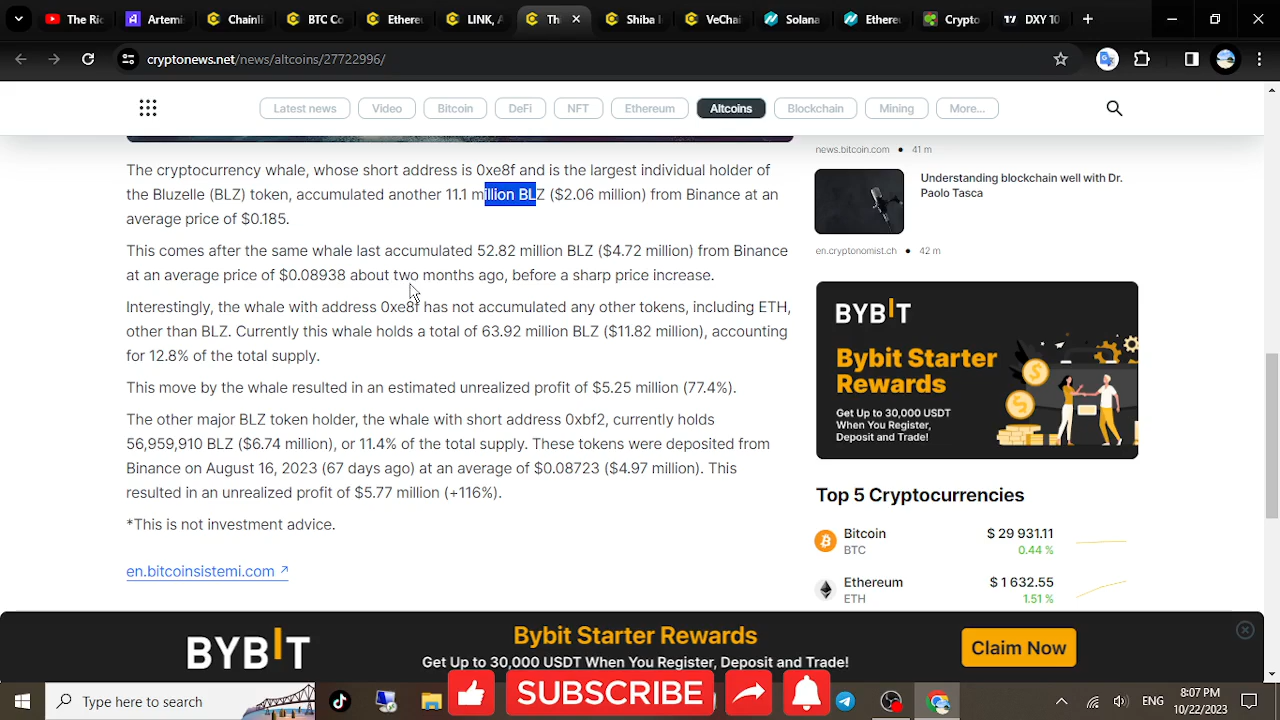 The Ric
Artemis
Chainli
BTC Co
Ethere
LINK, A
Th
Shiba I
VeChai
Solana
Ethere
Crypto
DXY 10
cryptonews.net/news/altcoins/27722996/
Latest news
Video
Bitcoin
DeFi
NFT
Ethereum
Altcoins
Blockchain
Mining
More...
The cryptocurrency whale, whose short address is 0xe8f and is the largest individual holder of
the Bluzelle (BLZ) token, accumulated another 11.1 million BLZ ($2.06 million) from Binance at an
average price of $0.185.
This comes after the same whale last accumulated 52.82 million BLZ ($4.72 million) from Binance
at an average price of $0.08938 about two months ago, before a sharp price increase.
Interestingly, the whale with address 0xe8f has not accumulated any other tokens, including ETH,
other than BLZ. Currently this whale holds a total of 63.92 million BLZ ($11.82 million), accounting
for 12.8% of the total supply.
This move by the whale resulted in an estimated unrealized profit of $5.25 million (77.4%).
The other major BLZ token holder, the whale with short address 0xbf2, currently holds
56,959,910 BLZ ($6.74 million), or 11.4% of the total supply. These tokens were deposited from
Binance on August 16, 2023 (67 days ago) at an average of $0.08723 ($4.97 million). This
resulted in an unrealized profit of $5.77 million (+116%).
*This is not investment advice.
en.bitcoinsistemi.com
news.bitcoin.com ● 41 m
Understanding blockchain well with Dr.
Paolo Tasca
en.cryptonomist.ch ● 42 m
BYBIT
Bybit Starter
Rewards
Get Up to 30,000 USDT
When You Register,
Deposit and Trade!
Top 5 Cryptocurrencies
Bitcoin $ 29 931.11
BTC 0.44 %
Ethereum $ 1 632.55
ETH 1.51 %
BYBIT
Bybit Starter Rewards
Get Up to 30,000 USDT When You Register, Deposit and Trade!
Claim Now
Type here to search
SUBSCRIBE
ENG
8:07 PM
10/22/2023